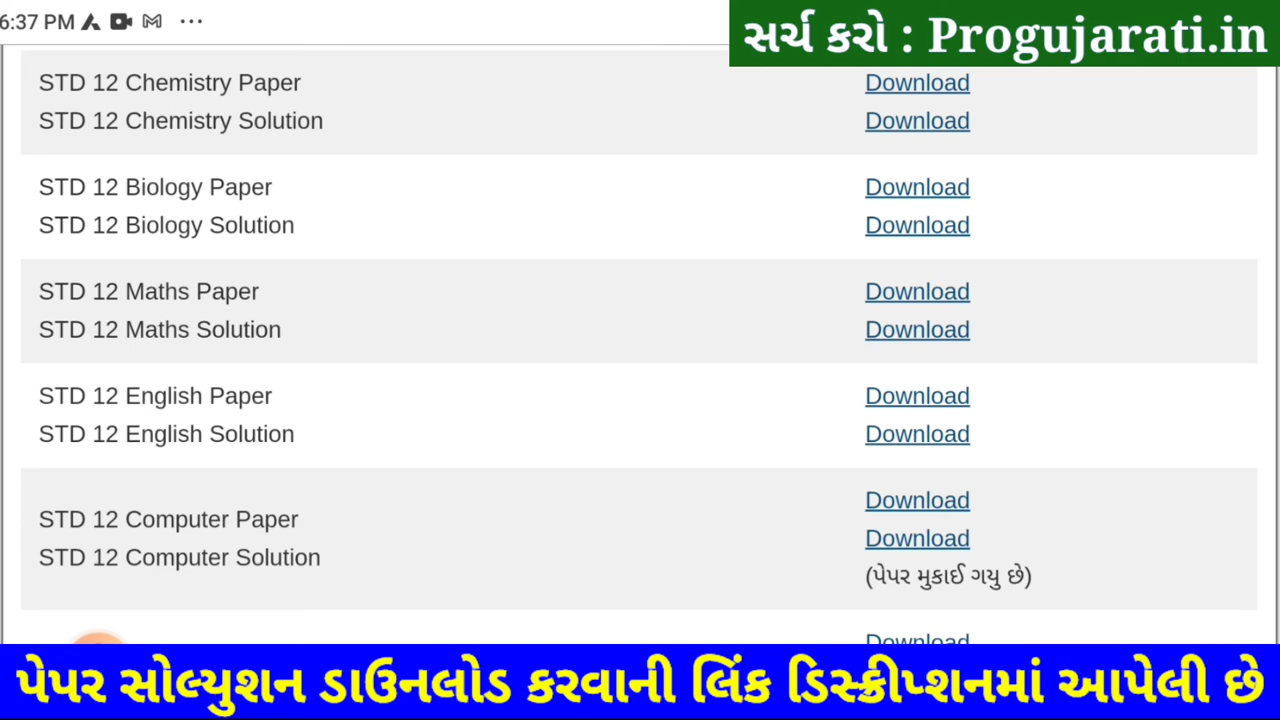 6:37 PM
સર્ચ કરો : Progujarati.in
STD 12 Chemistry Paper Download
STD 12 Chemistry Solution Download
STD 12 Biology Paper Download
STD 12 Biology Solution Download
STD 12 Maths Paper Download
STD 12 Maths Solution Download
STD 12 English Paper Download
STD 12 English Solution Download
STD 12 Computer Paper Download
STD 12 Computer Solution Download
(પેપર મુકાઈ ગયુ છે)
Download
પેપર સોલ્યુશન ડાઉનલોડ કરવાની લિંક ડિસ્ક્રીપ્શનમાં આપેલી છે